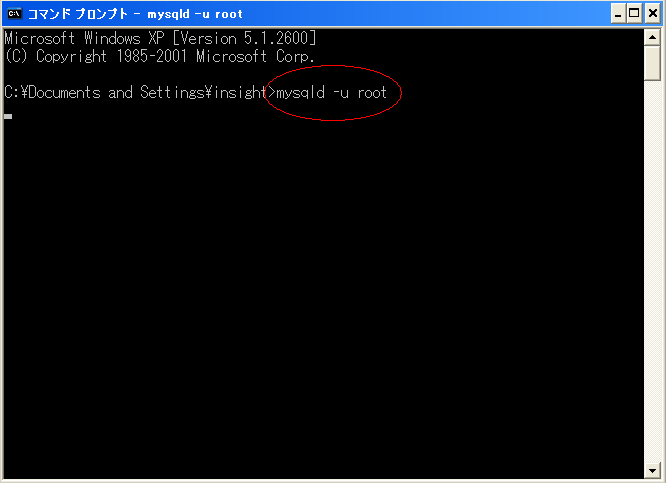 コマンド プロンプト - mysqld -u root
Microsoft Windows XP [Version 5.1.2600]
(C) Copyright 1985-2001 Microsoft Corp.
C:¥Documents and Settings¥insight>mysqld -u root